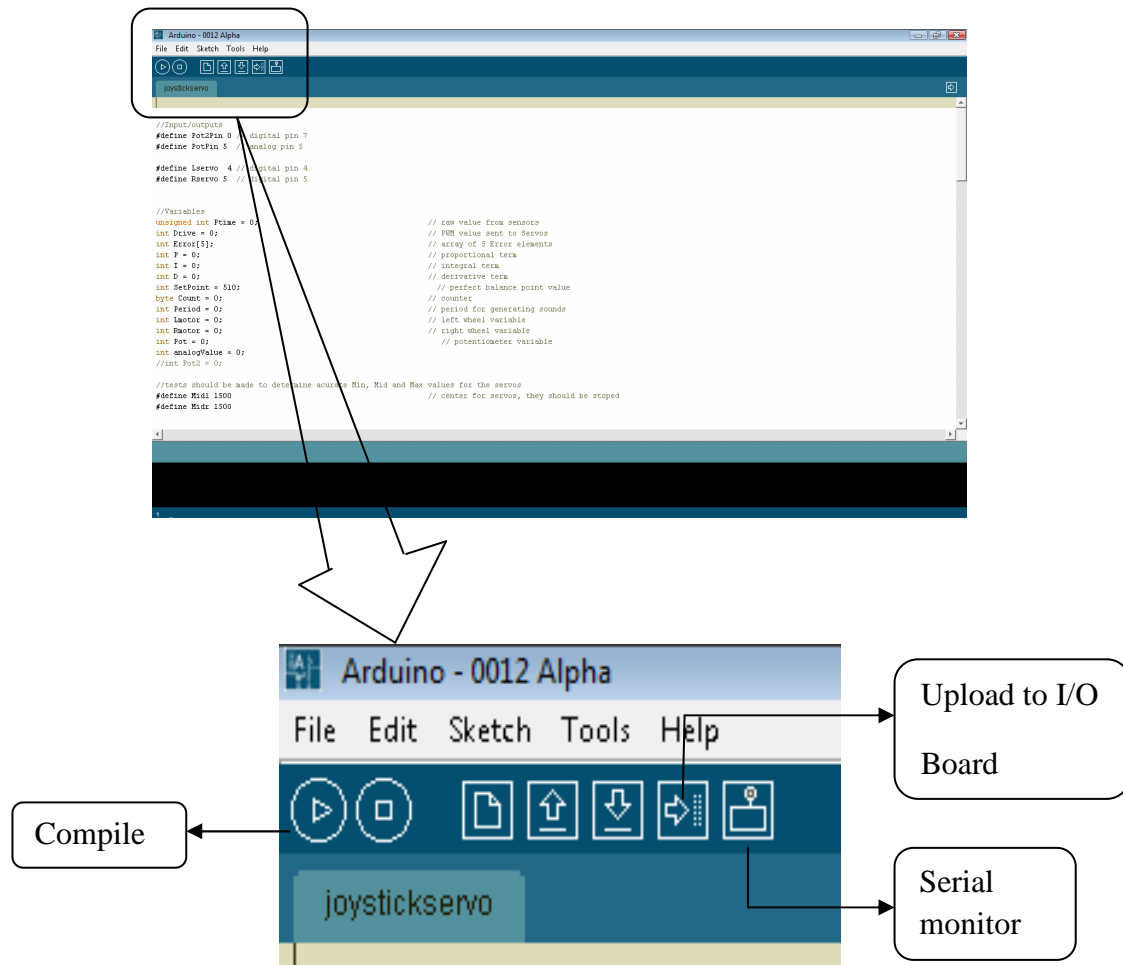 Arduino - 0012 Alpha
File Edit Sketch Tools Help
joystickservo
//Input/outputs
#define Pot2Pin 0 // digital pin 7
#define PotPin 5 // analog pin 5
#define Lservo 4 // digital pin 4
#define Rservo 5 // digital pin 5
//Variables
unsigned int Ptime = 0; // raw value from sensors
int Drive = 0; // PWM value sent to Servos
int Error[5]; // array of 5 Error elements
int P = 0; // proportional term
int I = 0; // integral term
int D = 0; // derivative term
int SetPoint = 510; // perfect balance point value
byte Count = 0; // counter
int Period = 0; // period for generating sounds
int Lmotor = 0; // left wheel variable
int Rmotor = 0; // right wheel variable
int Pot = 0; // potentiometer variable
int analogValue = 0;
//int Pot2 = 0;
//tests should be made to determine acurate Min, Mid and Max values for the servos
#define Midl 1500 // center for servos, they should be stoped
#define Midr 1500
1
Arduino - 0012 Alpha
File Edit Sketch Tools Help
joystickservo
Compile
Upload to I/O
Board
Serial
monitor